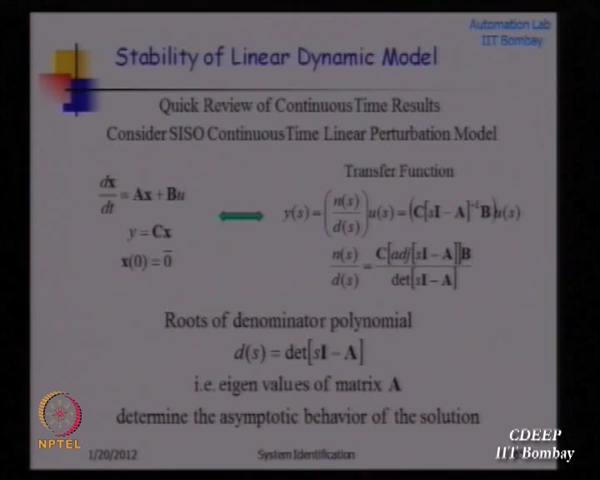 Automation Lab
IIT Bombay
Stability of Linear Dynamic Model
Quick Review of Continuous Time Results
Consider SISO Continuous Time Linear Perturbation Model
Transfer Function
dx/dt = Ax + Bu
y = Cx
x(0) = 0̄
y(s) = (n(s)/d(s))u(s) = (C[sI − A]⁻¹B)u(s)
n(s)/d(s) = C[adj[sI − A]]B / det[sI − A]
Roots of denominator polynomial
d(s) = det[sI − A]
i.e. eigen values of matrix A
determine the asymptotic behavior of the solution
NPTEL
1/20/2012
System Identification
CDEEP
IIT Bombay